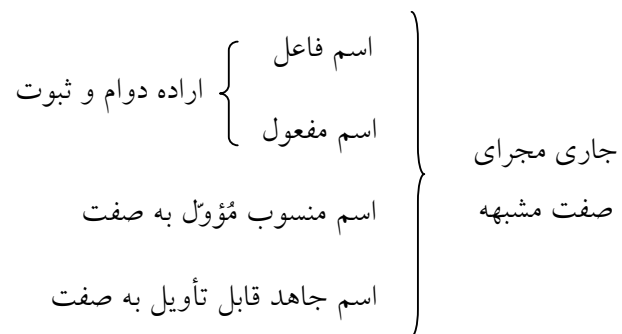 جاری مجرای
صفت مشبهه
اسم فاعل
اسم مفعول
اراده دوام و ثبوت
اسم منسوب مُؤوّل به صفت
اسم جاهد قابل تأویل به صفت